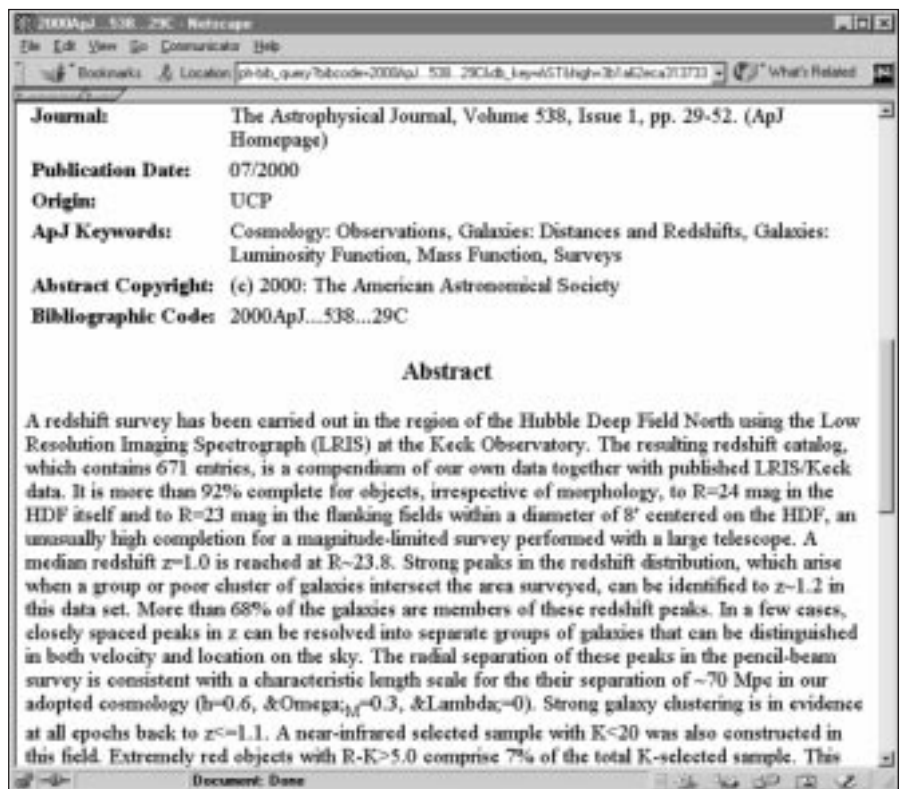 2000ApJ...538...29C - Netscape
File Edit View Go Communicator Help
Bookmarks Location ph-bib_query?bibcode=2000ApJ...538...29C&db_key=AST&high=3b1a62eca313733 What's Related
Journal: The Astrophysical Journal, Volume 538, Issue 1, pp. 29-52. (ApJ
Homepage)
Publication Date: 07/2000
Origin: UCP
ApJ Keywords: Cosmology: Observations, Galaxies: Distances and Redshifts, Galaxies:
Luminosity Function, Mass Function, Surveys
Abstract Copyright: (c) 2000: The American Astronomical Society
Bibliographic Code: 2000ApJ...538...29C
Abstract
A redshift survey has been carried out in the region of the Hubble Deep Field North using the Low
Resolution Imaging Spectrograph (LRIS) at the Keck Observatory. The resulting redshift catalog,
which contains 671 entries, is a compendium of our own data together with published LRIS/Keck
data. It is more than 92% complete for objects, irrespective of morphology, to R=24 mag in the
HDF itself and to R=23 mag in the flanking fields within a diameter of 8' centered on the HDF, an
unusually high completion for a magnitude-limited survey performed with a large telescope. A
median redshift z=1.0 is reached at R~23.8. Strong peaks in the redshift distribution, which arise
when a group or poor cluster of galaxies intersect the area surveyed, can be identified to z~1.2 in
this data set. More than 68% of the galaxies are members of these redshift peaks. In a few cases,
closely spaced peaks in z can be resolved into separate groups of galaxies that can be distinguished
in both velocity and location on the sky. The radial separation of these peaks in the pencil-beam
survey is consistent with a characteristic length scale for the their separation of ~70 Mpc in our
adopted cosmology (h=0.6, &Omega;M=0.3, &Lambda;=0). Strong galaxy clustering is in evidence
at all epochs back to z<=1.1. A near-infrared selected sample with K<20 was also constructed in
this field. Extremely red objects with R-K>5.0 comprise 7% of the total K-selected sample. This
Document: Done